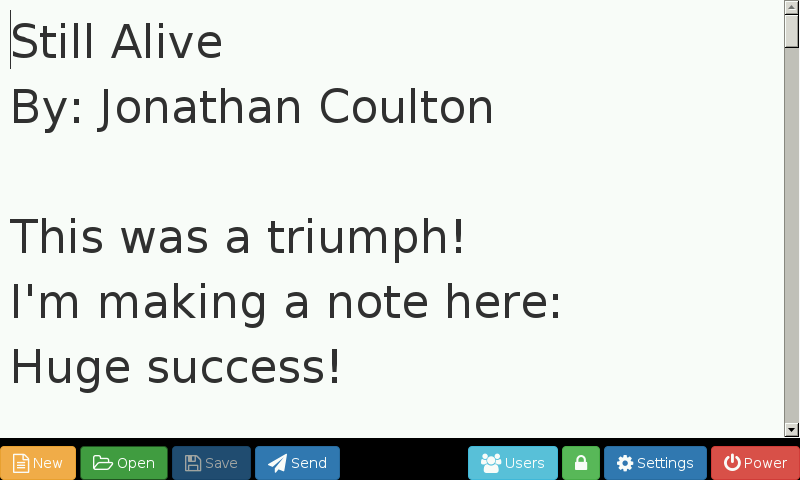 Still Alive
By: Jonathan Coulton
This was a triumph!
I'm making a note here:
Huge success!
New Open Save Send Users Settings Power